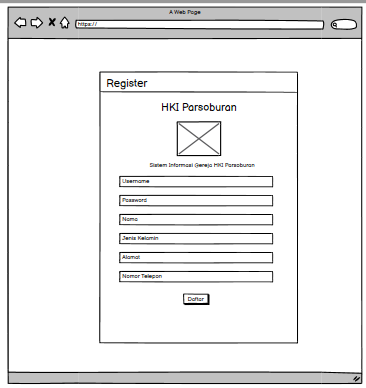 A Web Page
https://
Register
HKI Parsoburan
Sistem Informasi Gereja HKI Parsoburan
Username
Password
Nama
Jenis Kelamin
Alamat
Nomor Telepon
Daftar